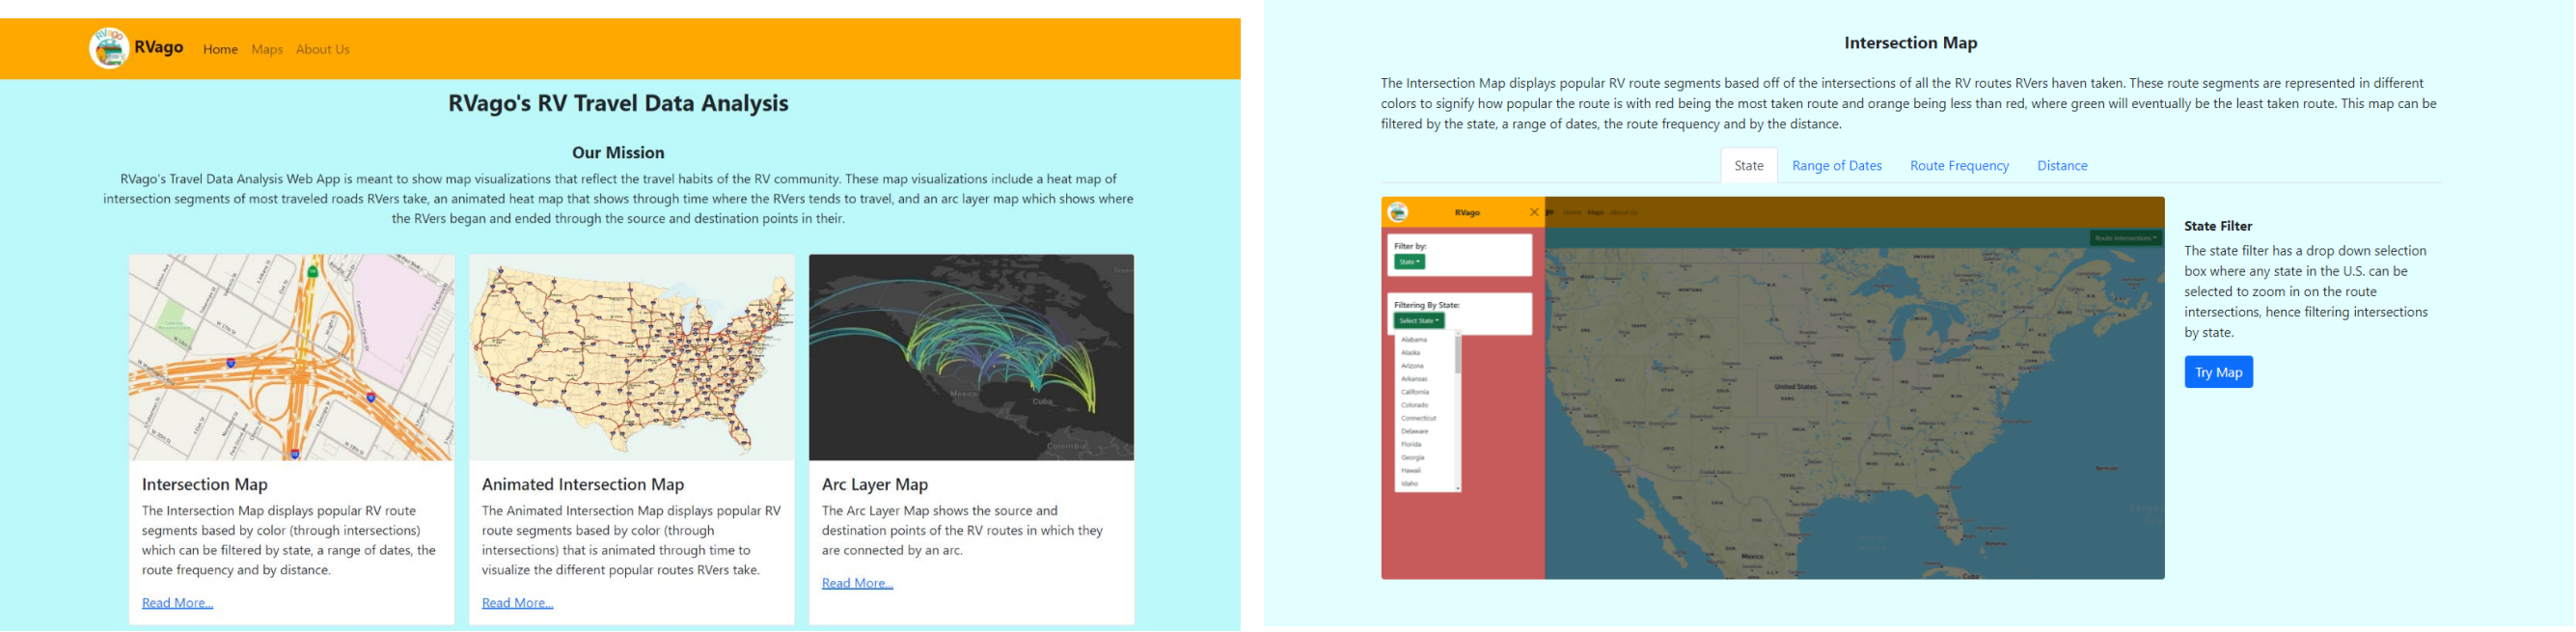 RVago
RVago Home Maps About Us
RVago's RV Travel Data Analysis
Our Mission
RVago's Travel Data Analysis Web App is meant to show map visualizations that reflect the travel habits of the RV community. These map visualizations include a heat map of
intersection segments of most traveled roads RVers take, an animated heat map that shows through time where the RVers tends to travel, and an arc layer map which shows where
the RVers began and ended through the source and destination points in their.
Mexico
Cuba
Colombia
Intersection Map
The Intersection Map displays popular RV route
segments based by color (through intersections)
which can be filtered by state, a range of dates, the
route frequency and by distance.
Read More...
Animated Intersection Map
The Animated Intersection Map displays popular RV
route segments based by color (through
intersections) that is animated through time to
visualize the different popular routes RVers take.
Read More...
Arc Layer Map
The Arc Layer Map shows the source and
destination points of the RV routes in which they
are connected by an arc.
Read More...
Intersection Map
The Intersection Map displays popular RV route segments based off of the intersections of all the RV routes RVers haven taken. These route segments are represented in different
colors to signify how popular the route is with red being the most taken route and orange being less than red, where green will eventually be the least taken route. This map can be
filtered by the state, a range of dates, the route frequency and by the distance.
State Range of Dates Route Frequency Distance
RVago
Home Maps About Us
Route Intersections
Filter by:
State
Filtering By State:
Select State
Alabama
Alaska
Arizona
Arkansas
California
Colorado
Connecticut
Delaware
Florida
Georgia
Hawaii
Idaho
United States
Mexico
Cuba
State Filter
The state filter has a drop down selection
box where any state in the U.S. can be
selected to zoom in on the route
intersections, hence filtering intersections
by state.
Try Map